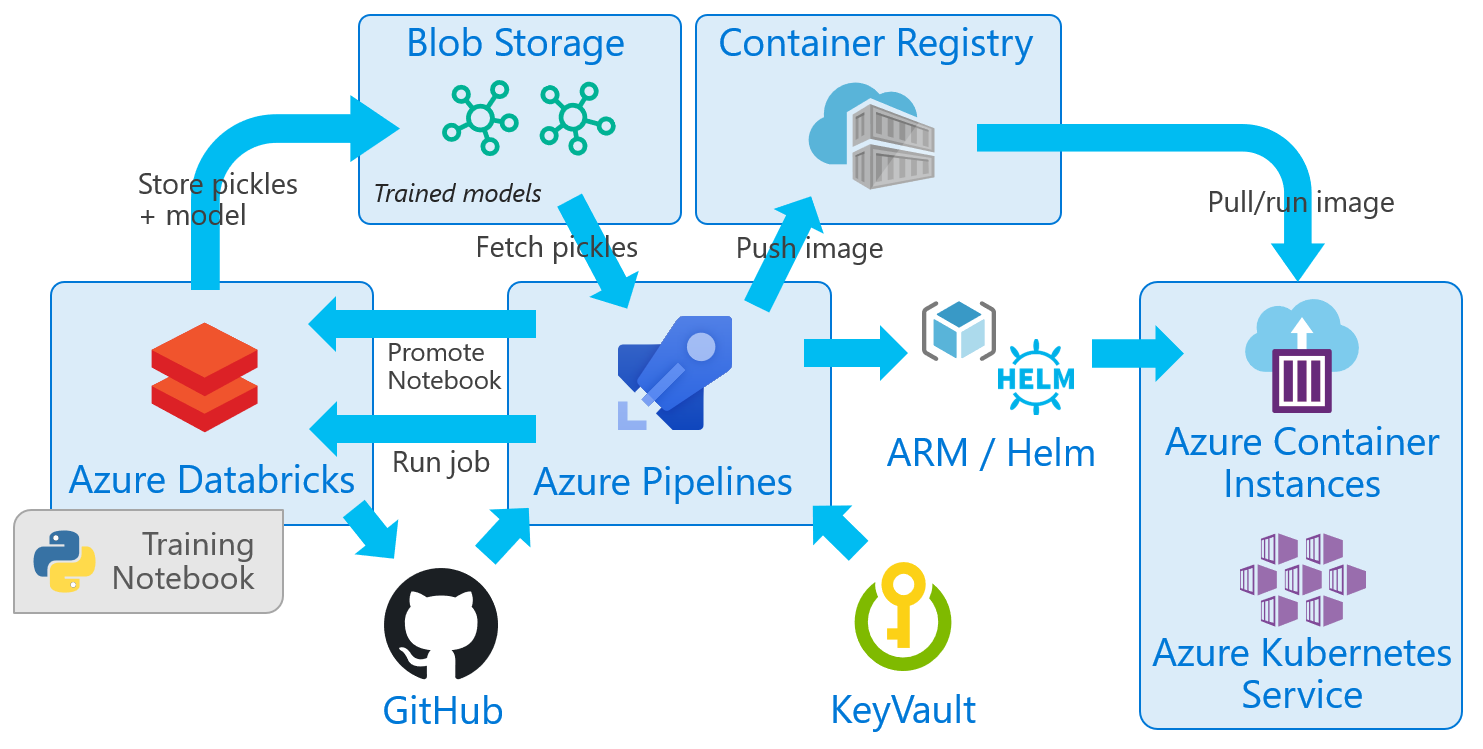 Blob Storage
Container Registry
Trained models
Store pickles
+ model
Pull/run image
Fetch pickles
Push image
Promote
Notebook
HELM
Run job
Azure Databricks
Azure Pipelines
ARM / Helm
Azure Container
Instances
Training
Notebook
Azure Kubernetes
Service
GitHub
KeyVault